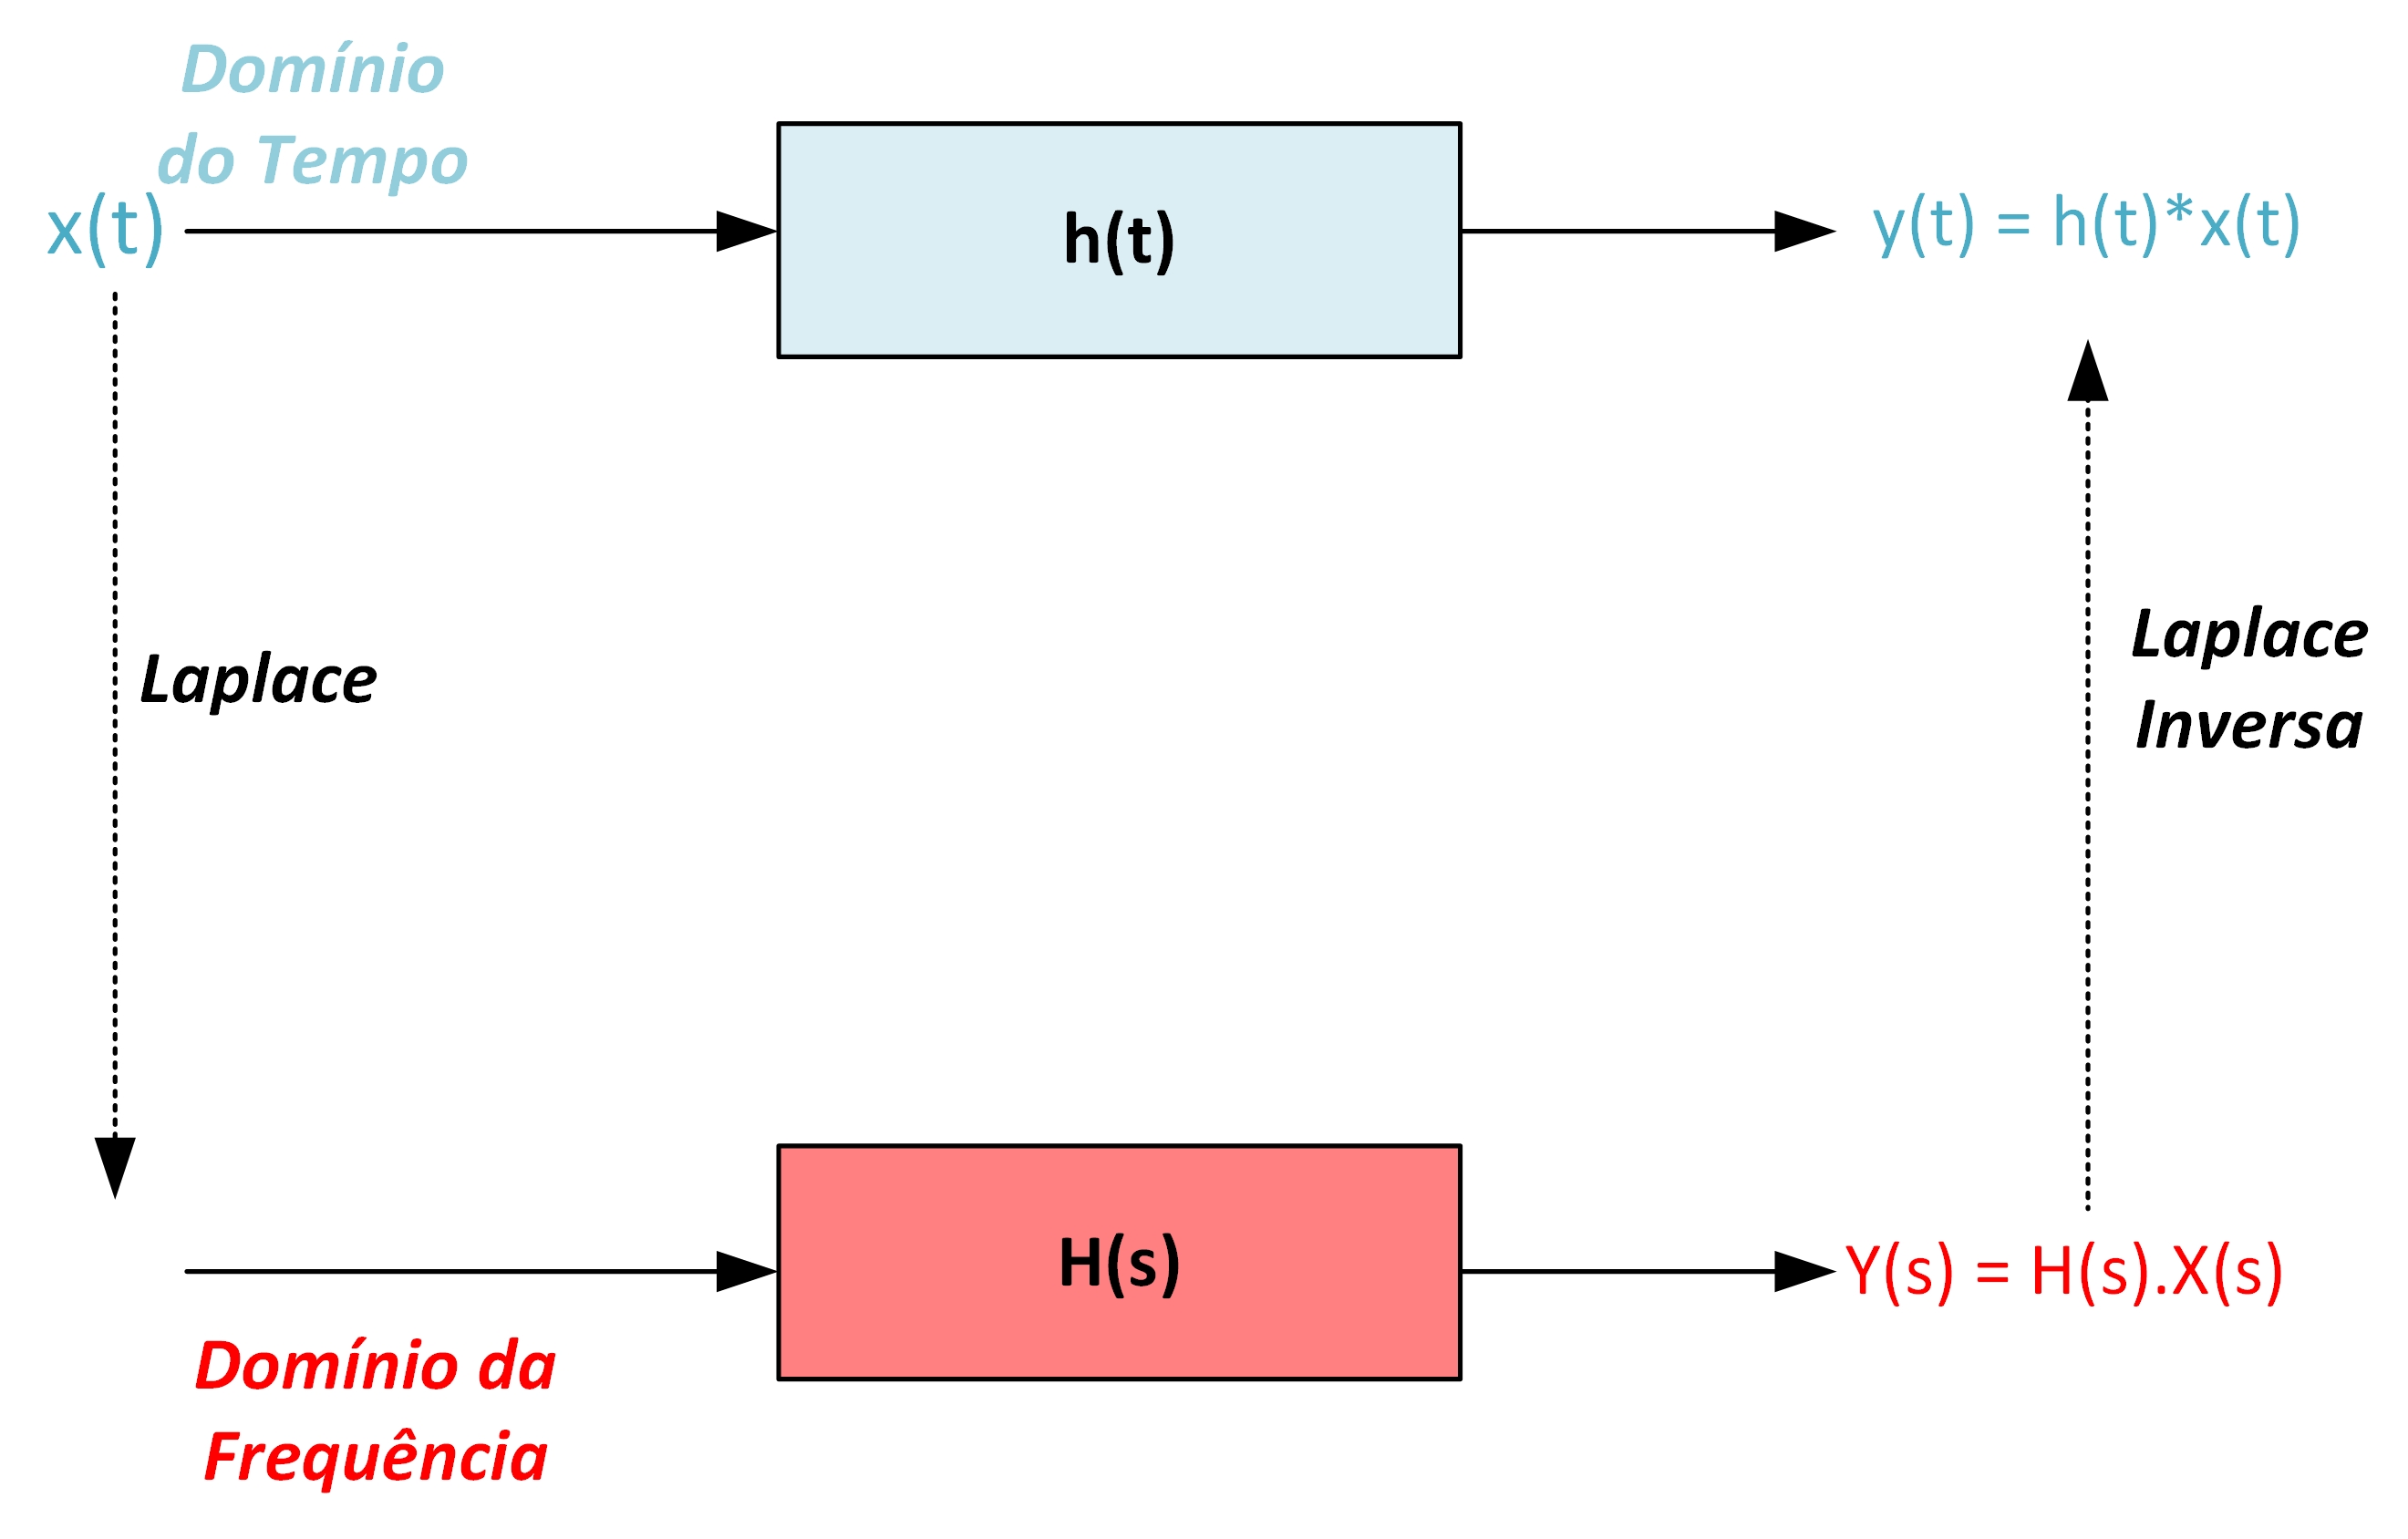 Domínio
do Tempo
x(t)
h(t)
y(t) = h(t)*x(t)
Laplace
Laplace
Inversa
H(s)
Y(s) = H(s).X(s)
Domínio da
Frequência